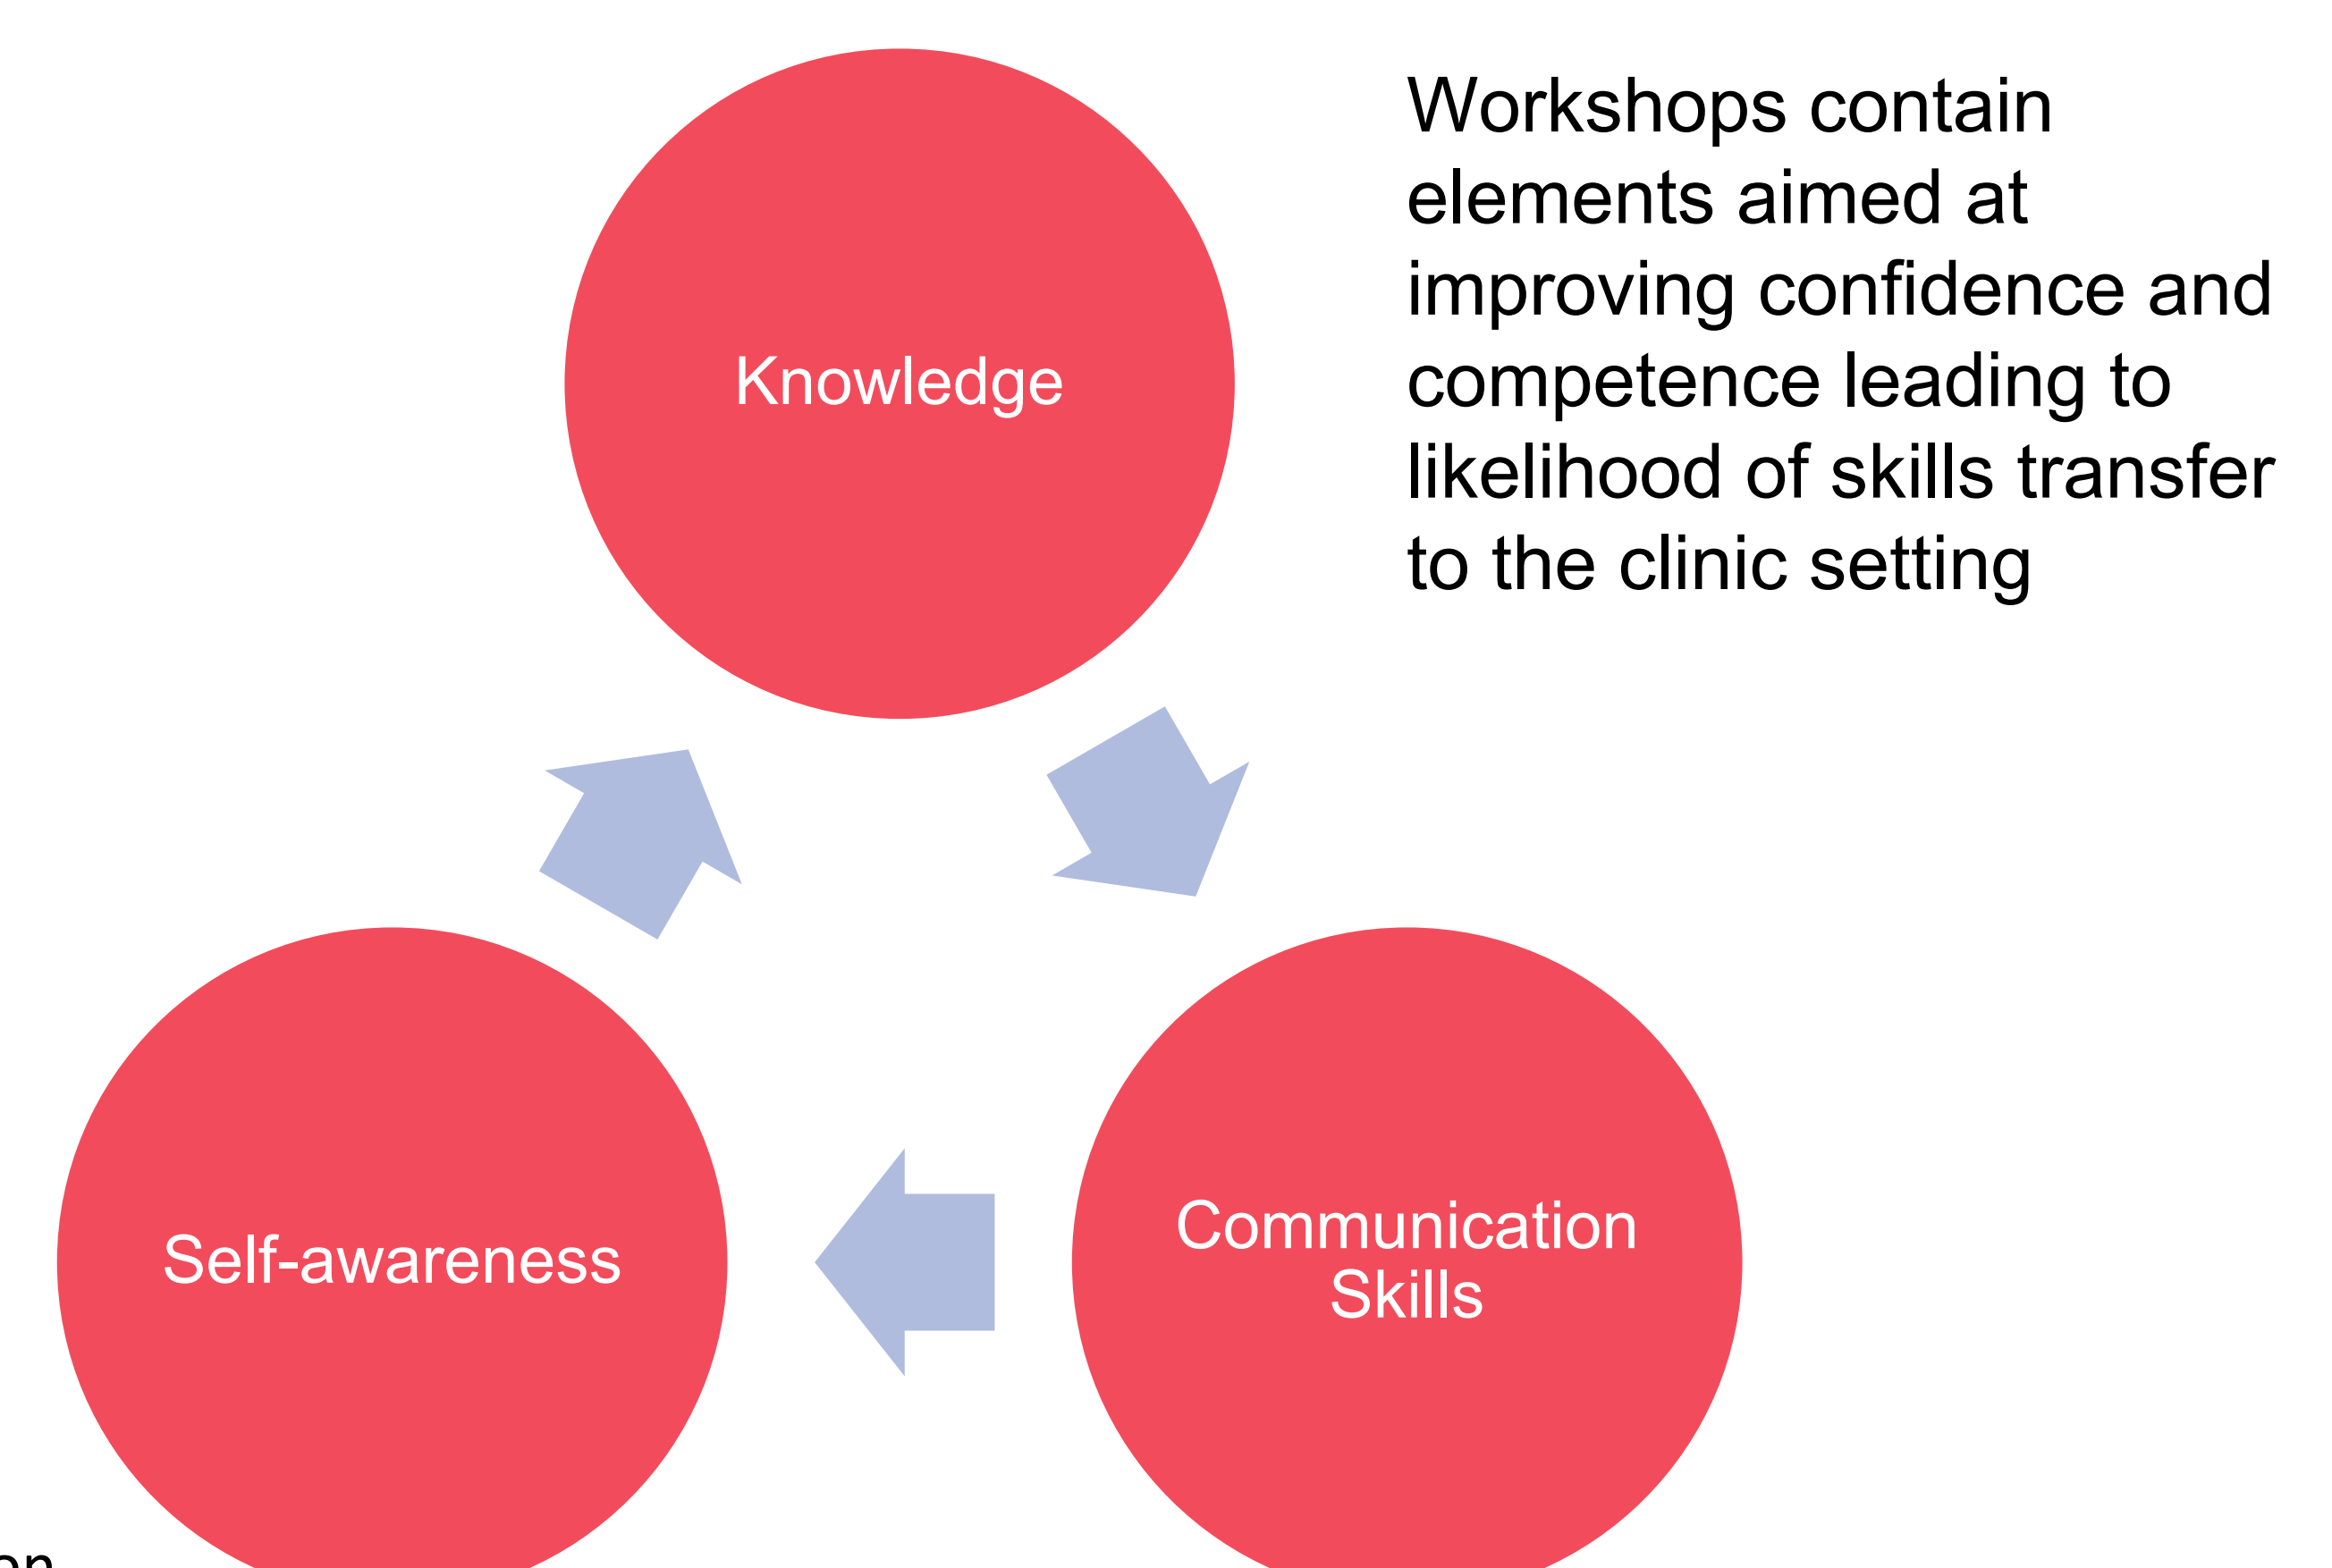 Workshops contain
elements aimed at
improving confidence and
competence leading to
likelihood of skills transfer
to the clinic setting
Knowledge
Communication
Skills
Self-awareness